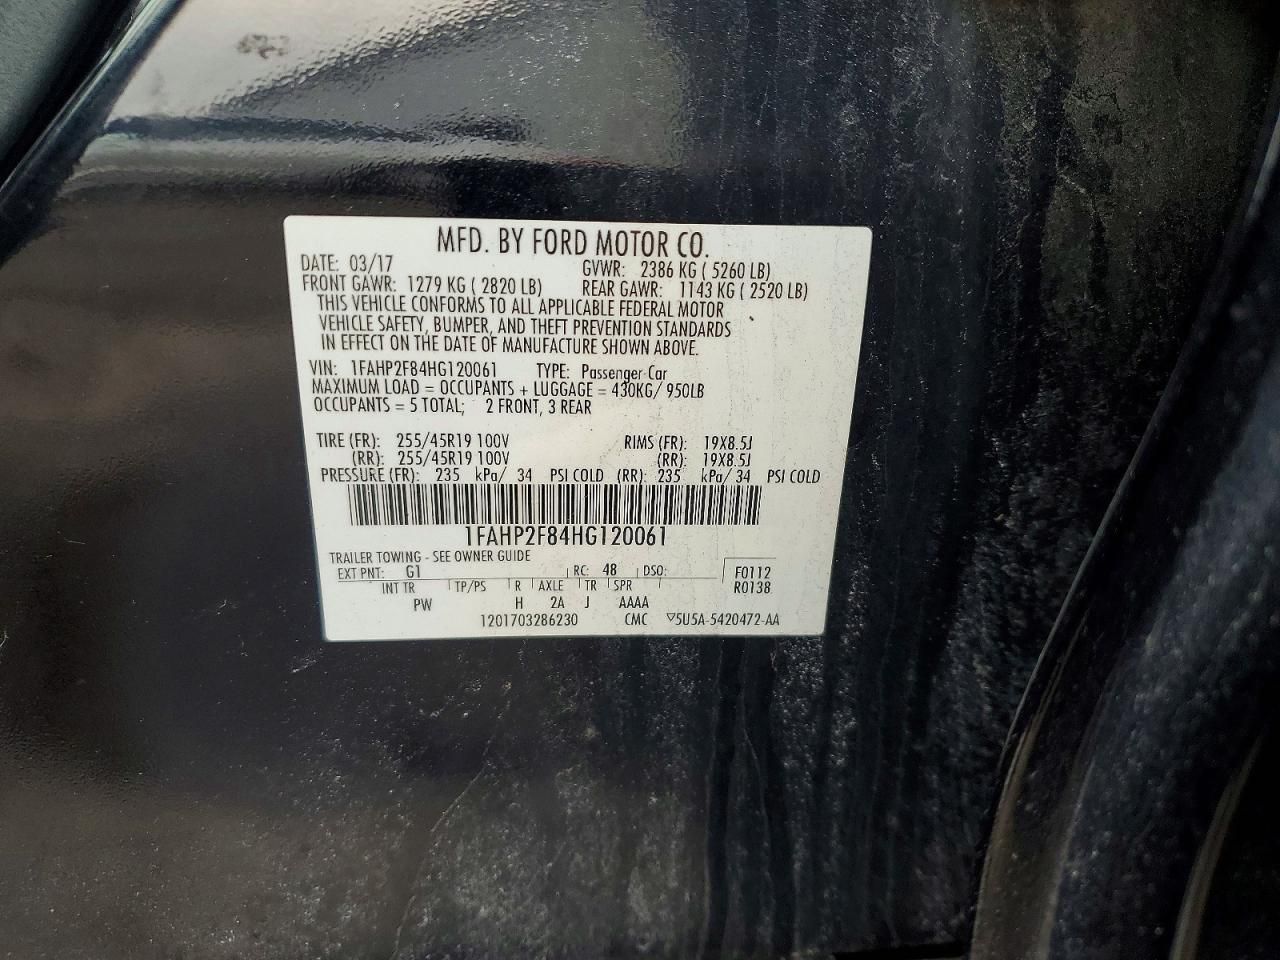 MFD. BY FORD MOTOR CO.
DATE: 03/17 GVWR: 2386 KG ( 5260 LB)
FRONT GAWR: 1279 KG ( 2820 LB) REAR GAWR: 1143 KG ( 2520 LB)
THIS VEHICLE CONFORMS TO ALL APPLICABLE FEDERAL MOTOR
VEHICLE SAFETY, BUMPER, AND THEFT PREVENTION STANDARDS
IN EFFECT ON THE DATE OF MANUFACTURE SHOWN ABOVE.
VIN: 1FAHP2F84HG120061 TYPE: Passenger Car
MAXIMUM LOAD = OCCUPANTS + LUGGAGE = 430KG/ 950LB
OCCUPANTS = 5 TOTAL; 2 FRONT, 3 REAR
TIRE (FR): 255/45R19 100V RIMS (FR): 19X8.5J
(RR): 255/45R19 100V (RR): 19X8.5J
PRESSURE (FR): 235 kPa/ 34 PSI COLD (RR): 235 kPa/ 34 PSI COLD
1FAHP2F84HG120061
TRAILER TOWING - SEE OWNER GUIDE
EXT PNT: G1 RC: 48 DSO: F0112
INT TR TP/PS R AXLE TR SPR R0138
PW H 2A J AAAA
1201703286230 CMC ▽5U5A-5420472-AA